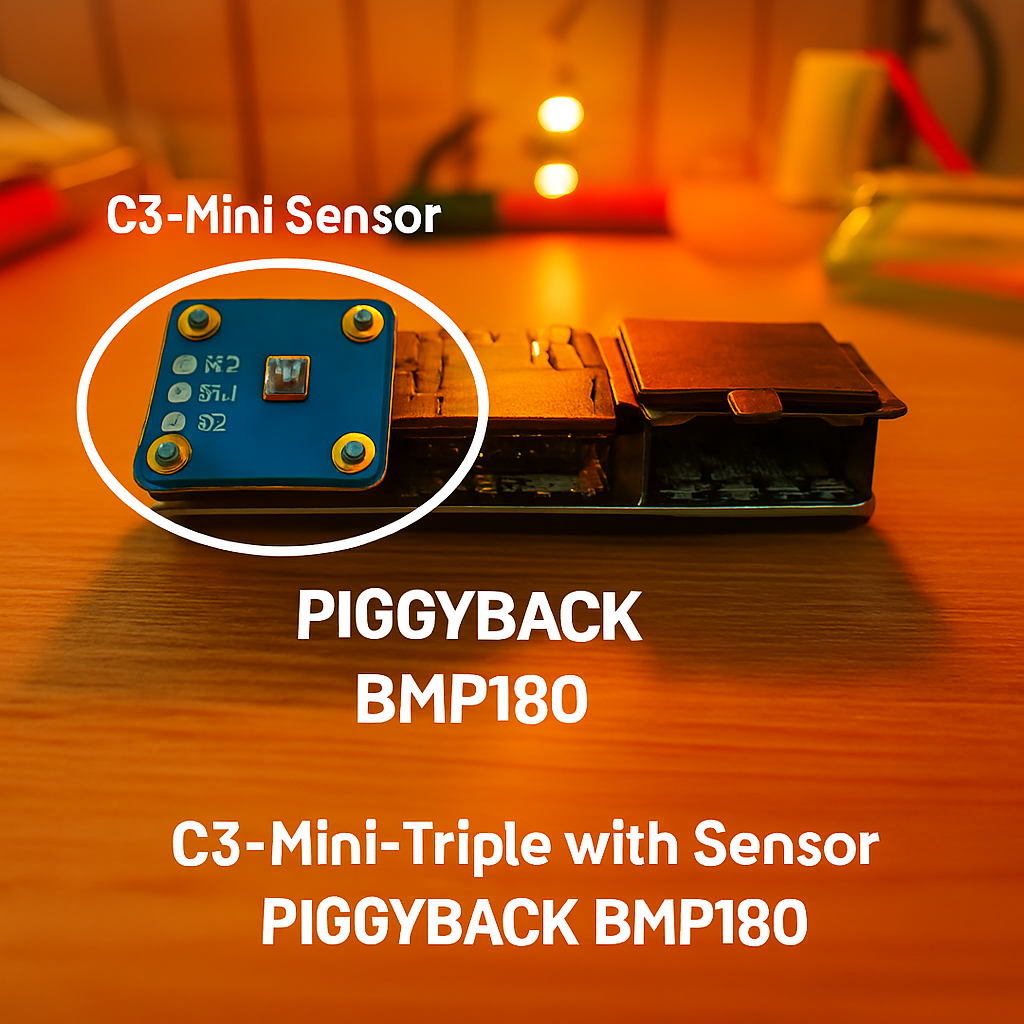 C3-Mini Sensor
PIGGYBACK
BMP180
C3-Mini-Triple with Sensor
PIGGYBACK BMP180